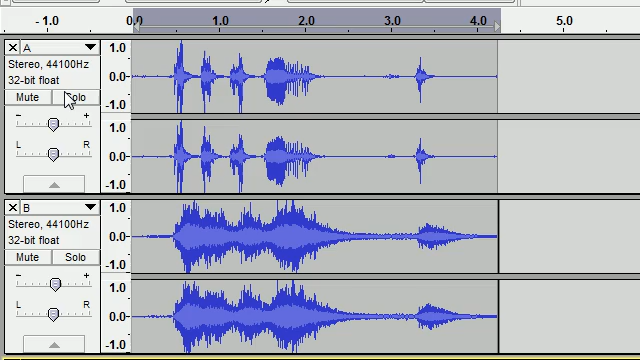 - 1.0 0.0 1.0 2.0 3.0 4.0 5.0
× A ▼ 1.0
Stereo, 44100Hz
32-bit float 0.0-
Mute Solo
- + -1.0
1.0
L R 0.0-
-1.0
× B ▼ 1.0
Stereo, 44100Hz
32-bit float 0.0-
Mute Solo
- + -1.0
1.0
L R 0.0-
-1.0